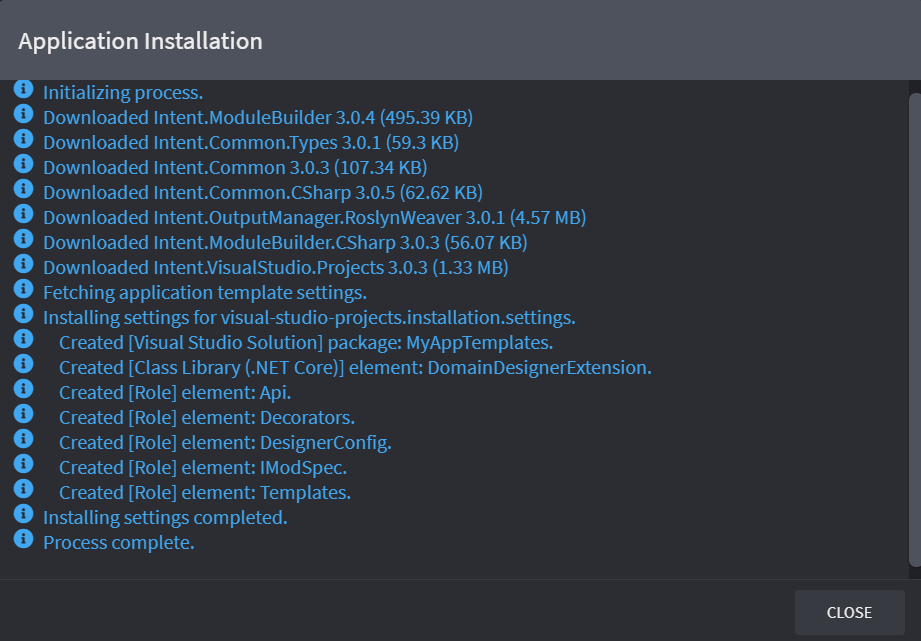 Application Installation
Initializing process.
Downloaded Intent.ModuleBuilder 3.0.4 (495.39 KB)
Downloaded Intent.Common.Types 3.0.1 (59.3 KB)
Downloaded Intent.Common 3.0.3 (107.34 KB)
Downloaded Intent.Common.CSharp 3.0.5 (62.62 KB)
Downloaded Intent.OutputManager.RoslynWeaver 3.0.1 (4.57 MB)
Downloaded Intent.ModuleBuilder.CSharp 3.0.3 (56.07 KB)
Downloaded Intent.VisualStudio.Projects 3.0.3 (1.33 MB)
Fetching application template settings.
Installing settings for visual-studio-projects.installation.settings.
Created [Visual Studio Solution] package: MyAppTemplates.
Created [Class Library (.NET Core)] element: DomainDesignerExtension.
Created [Role] element: Api.
Created [Role] element: Decorators.
Created [Role] element: DesignerConfig.
Created [Role] element: IModSpec.
Created [Role] element: Templates.
Installing settings completed.
Process complete.
CLOSE